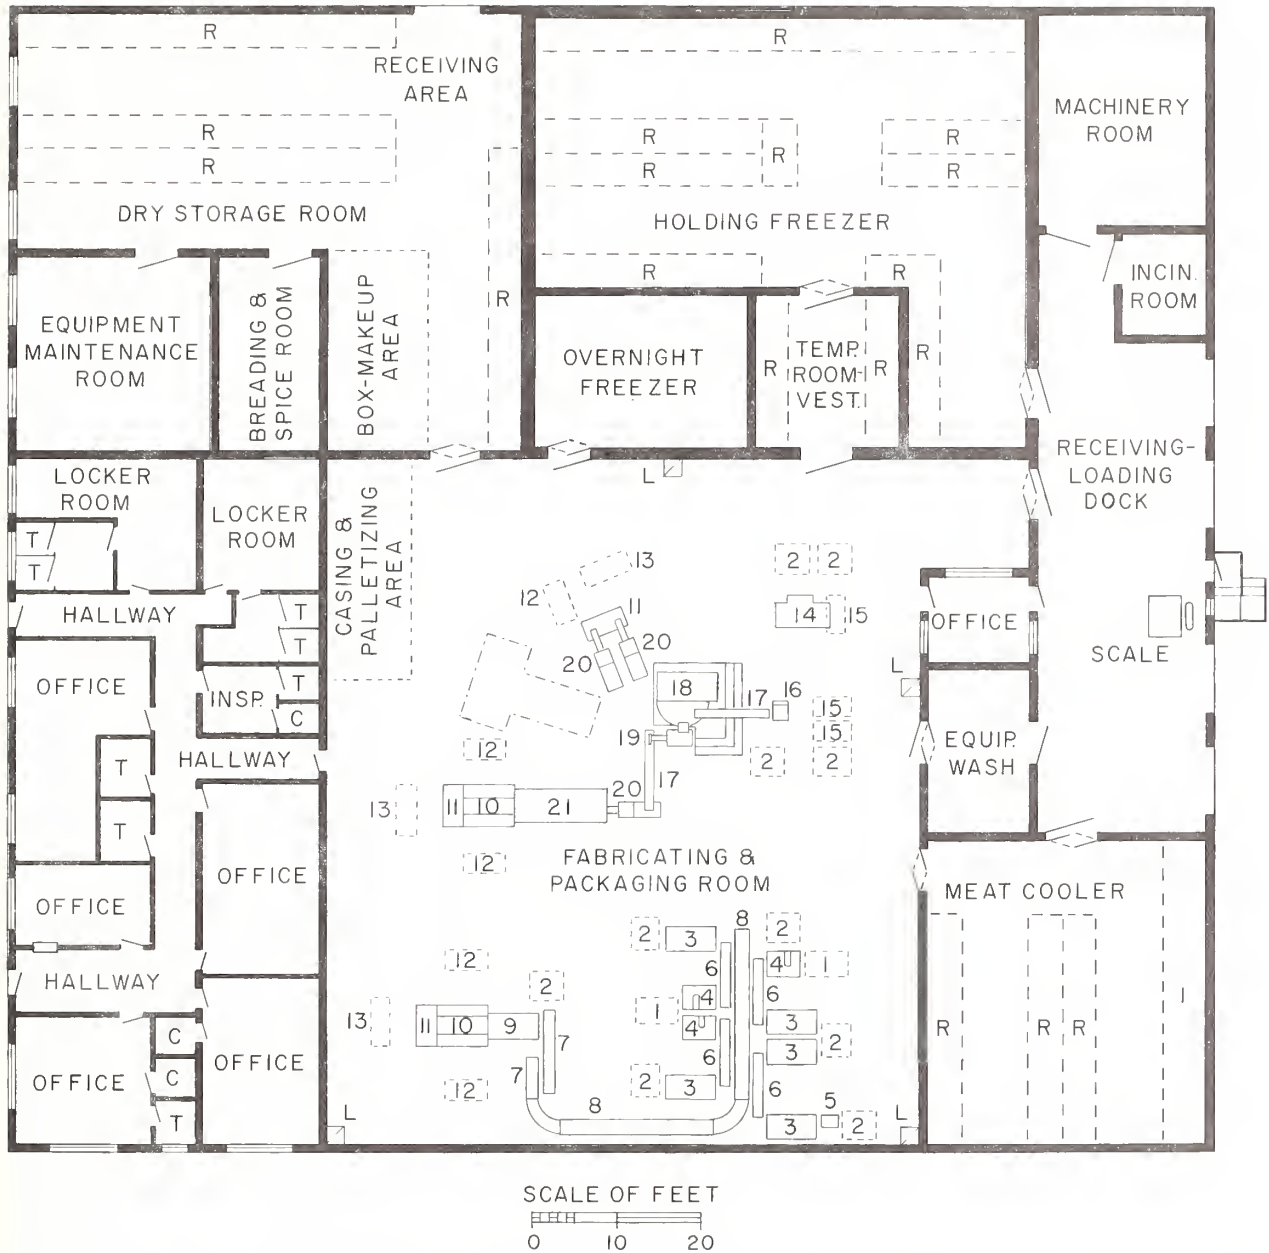 R
R
RECEIVING
AREA
MACHINERY
ROOM
R
R
R
R
R
R
R
DRY STORAGE ROOM
HOLDING FREEZER
R
R
INCIN.
ROOM
R
EQUIPMENT
MAINTENANCE
ROOM
BREADING &
SPICE ROOM
BOX-MAKEUP
AREA
OVERNIGHT
FREEZER
R
TEMP.
ROOM-
VEST.
R
R
RECEIVING-
LOADING
DOCK
LOCKER
ROOM
LOCKER
ROOM
L
T
T
CASING &
PALLETIZING
AREA
13
2
2
12
11
14
15
HALLWAY
T
T
OFFICE
20
20
SCALE
OFFICE
INSP.
T
C
L
18
17
16
15
15
19
12
2
2
EQUIP.
WASH
HALLWAY
T
17
20
13
11
10
21
T
12
FABRICATING &
PACKAGING ROOM
OFFICE
MEAT COOLER
OFFICE
8
2
3
2
12
6
4
1
HALLWAY
2
1
4
6
13
11
10
9
7
4
3
2
3
R
R
R
1
C
C
T
OFFICE
OFFICE
12
7
2
3
6
6
8
5
3
2
L
L
SCALE OF FEET
0
10
20